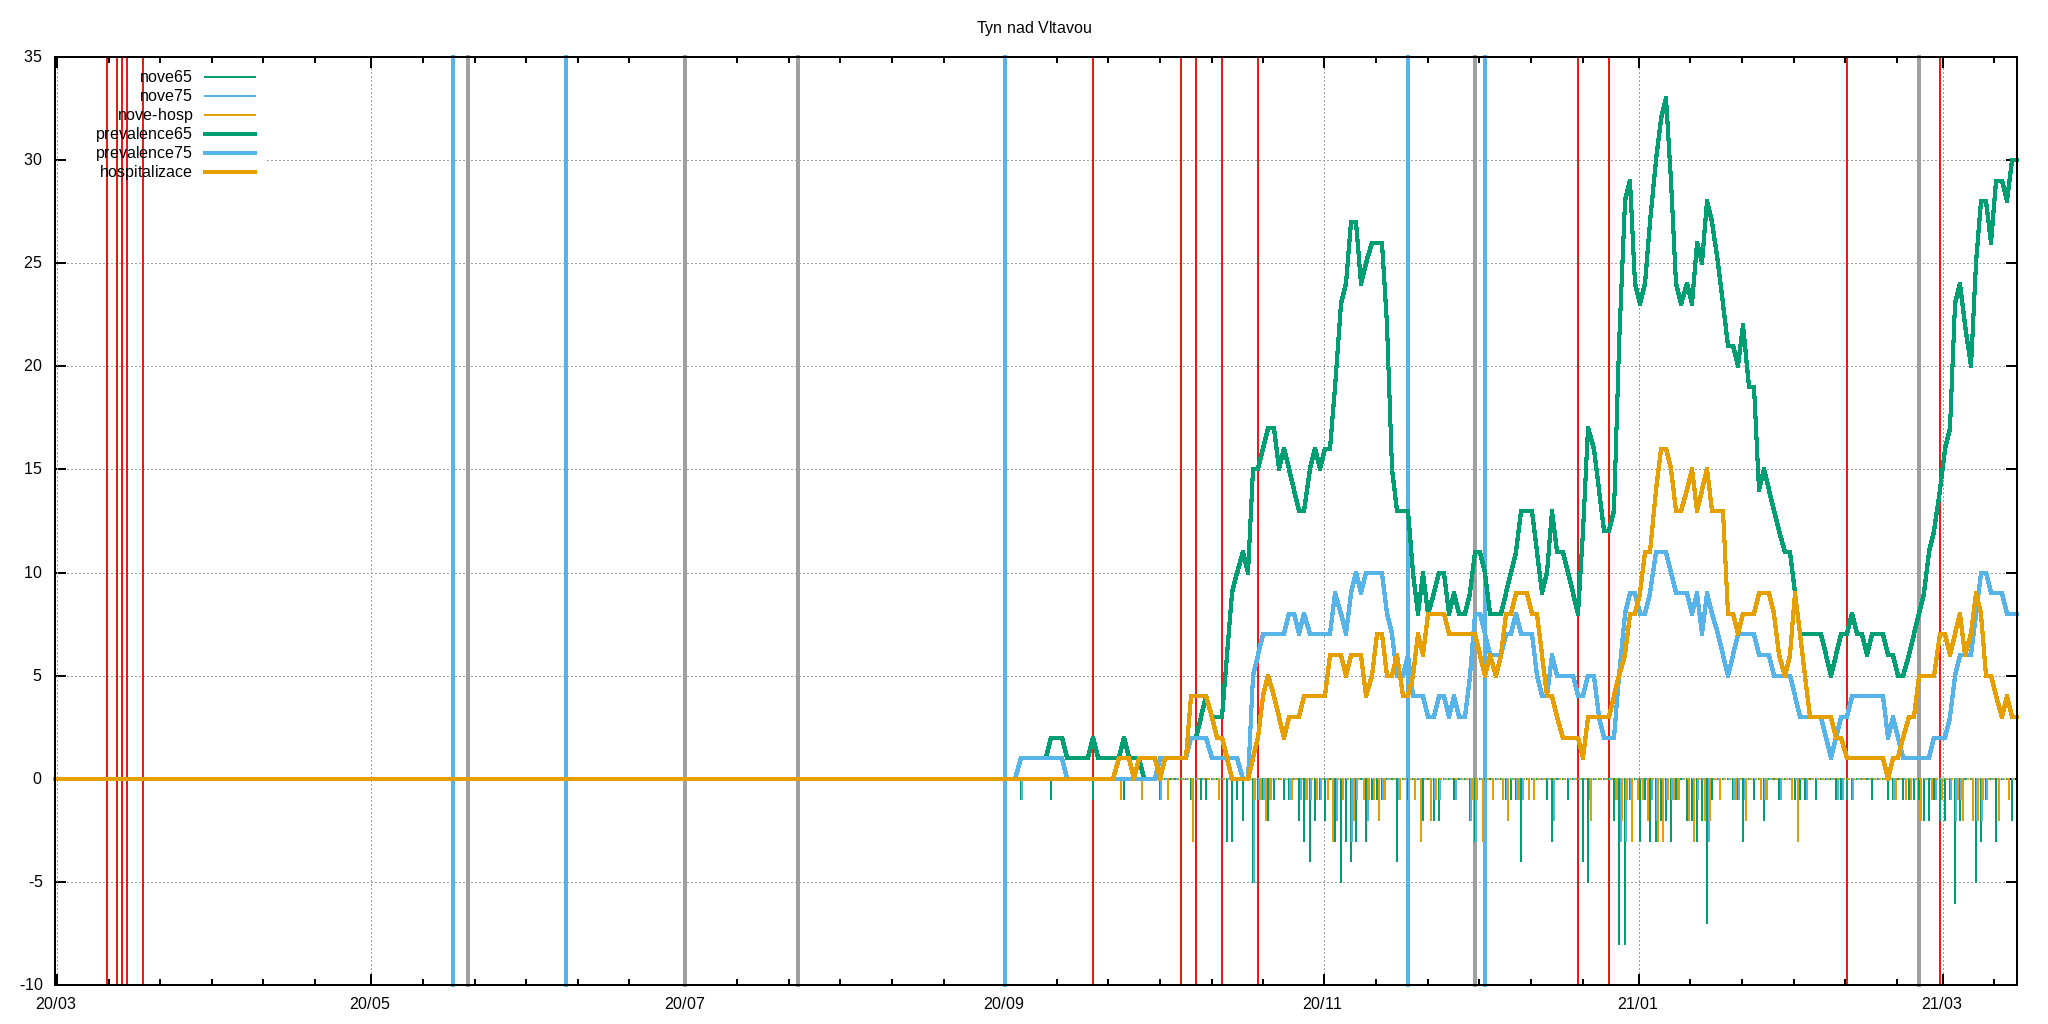 Tyn nad Vltavou
35
nove65
nove75
nove-hosp
prevalence65
prevalence75
hospitalizace
30
25
20
15
10
5
0
-5
-10
20/03 20/05 20/07 20/09 20/11 21/01 21/03